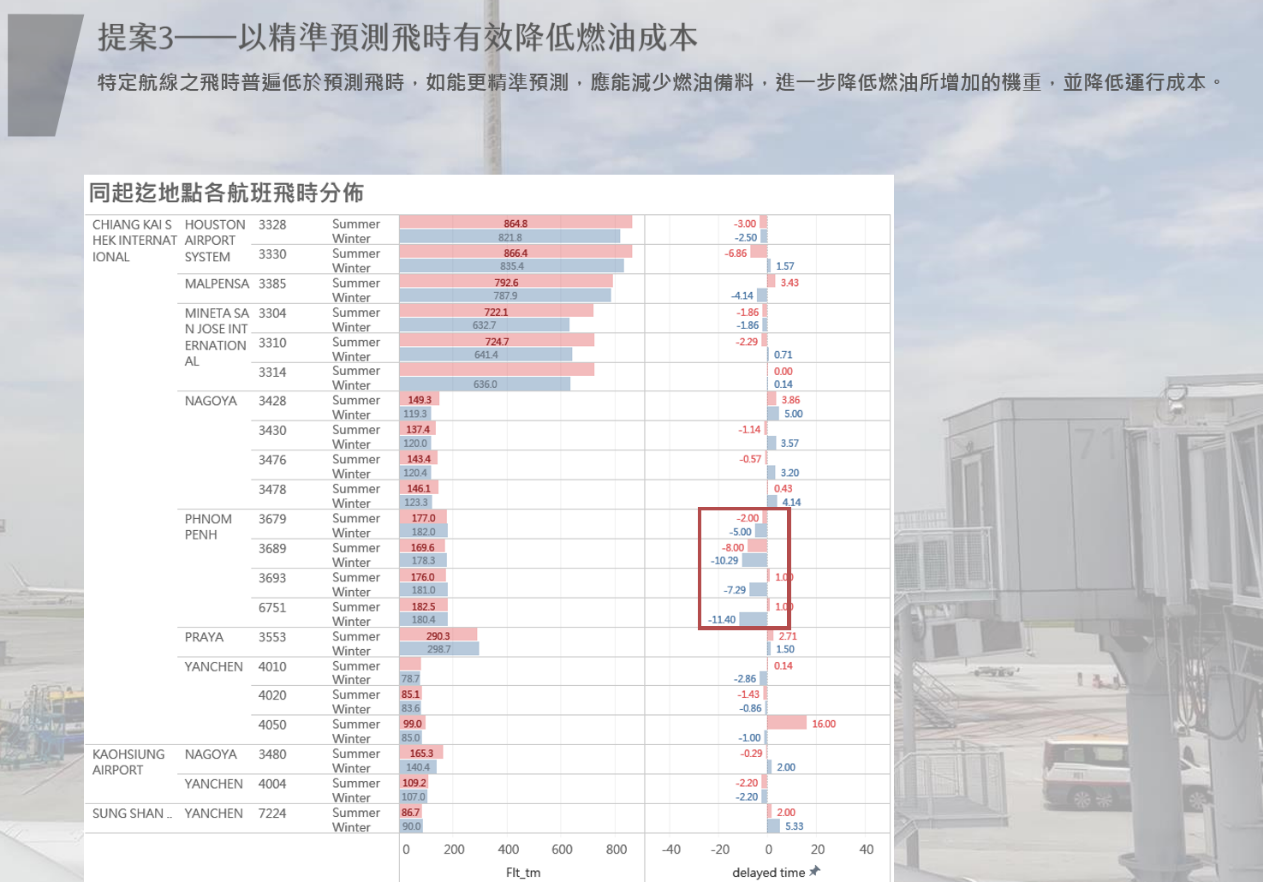 提案3——以精準預測飛時有效降低燃油成本
特定航線之飛時普遍低於預測飛時，如能更精準預測，應能減少燃油備料，進一步降低燃油所增加的機重，並降低運行成本。
同起迄地點各航班飛時分佈
CHIANG KAI S HOUSTON 3328 Summer 864.8 -3.00
HEK INTERNAT AIRPORT Winter 821.8 -2.50
IONAL SYSTEM 3330 Summer 866.4 -6.86
Winter 835.4 1.57
MALPENSA 3385 Summer 792.6 3.43
Winter 787.9 -4.14
MINETA SA 3304 Summer 722.1 -1.86
N JOSE INT Winter 632.7 -1.86
ERNATION 3310 Summer 724.7 -2.29
AL Winter 641.4 0.71
3314 Summer 0.00
Winter 636.0 0.14
NAGOYA 3428 Summer 149.3 3.86
Winter 119.3 5.00
3430 Summer 137.4 -1.14
Winter 120.0 3.57
3476 Summer 143.4 -0.57
Winter 120.4 3.20
3478 Summer 146.1 0.43
Winter 123.3 4.14
PHNOM 3679 Summer 177.0 -2.00
PENH Winter 182.0 -5.00
3689 Summer 169.6 -8.00
Winter 178.3 -10.29
3693 Summer 176.0 1.00
Winter 181.0 -7.29
6751 Summer 182.5 1.00
Winter 180.4 -11.40
PRAYA 3553 Summer 290.3 2.71
Winter 298.7 1.50
YANCHEN 4010 Summer 0.14
Winter 78.7 -2.86
4020 Summer 85.1 -1.43
Winter 83.6 -0.86
4050 Summer 99.0 16.00
Winter 85.0 -1.00
KAOHSIUNG NAGOYA 3480 Summer 165.3 -0.29
AIRPORT Winter 140.4 2.00
YANCHEN 4004 Summer 109.2 -2.20
Winter 107.0 -2.20
SUNG SHAN .. YANCHEN 7224 Summer 86.7 2.00
Winter 90.0 5.33
0 200 400 600 800 -40 -20 0 20 40
Flt_tm delayed time
71